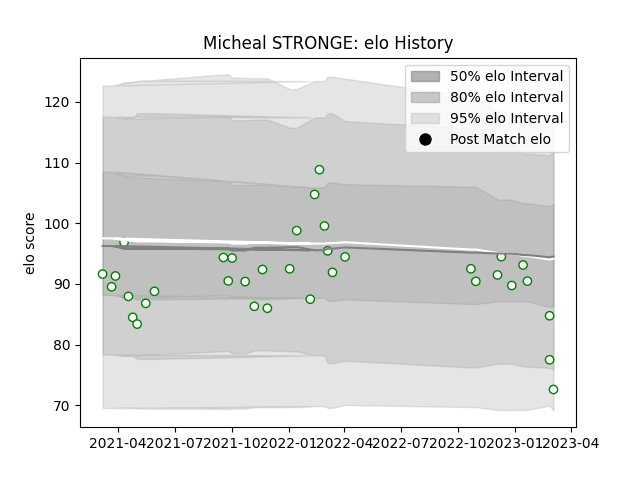 Micheal STRONGE: elo History
50% elo Interval
80% elo Interval
95% elo Interval
Post Match elo
elo score
120
110
100
90
80
70
2021-04 2021-07 2021-10 2022-01 2022-04 2022-07 2022-10 2023-01 2023-04